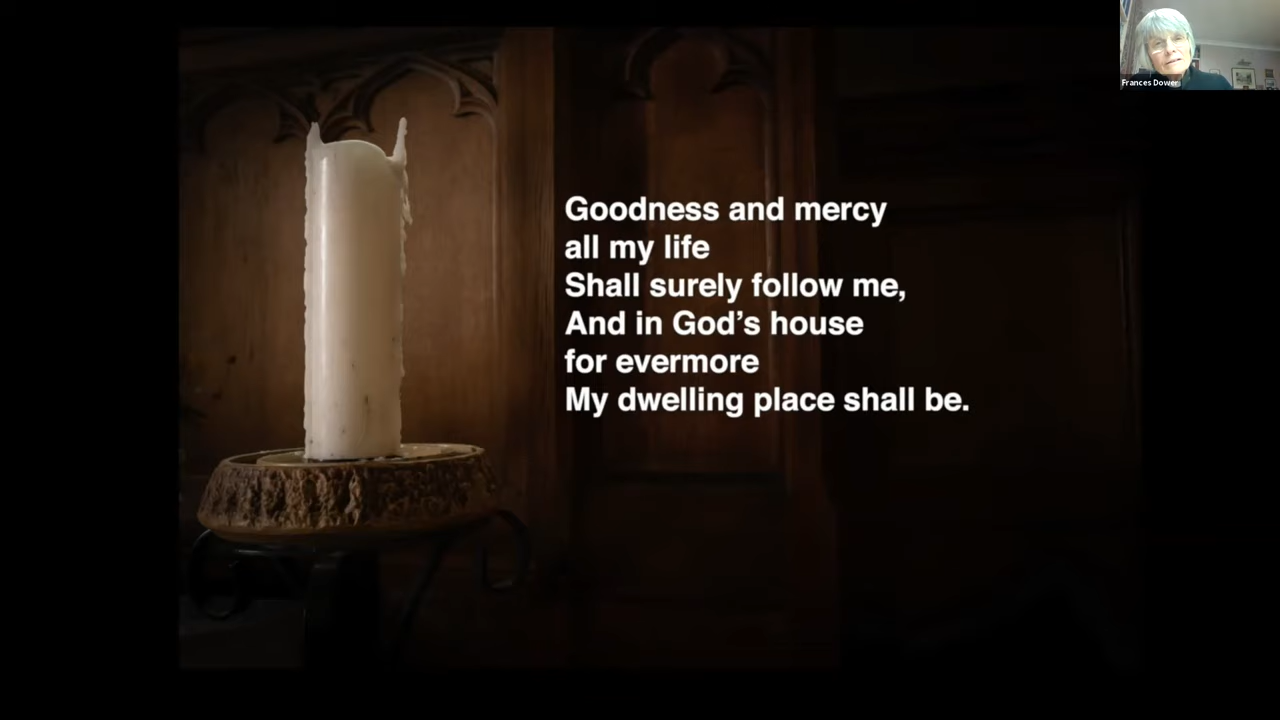 Goodness and mercy
all my life
Shall surely follow me,
And in God’s house
for evermore
My dwelling place shall be.
Frances Dower